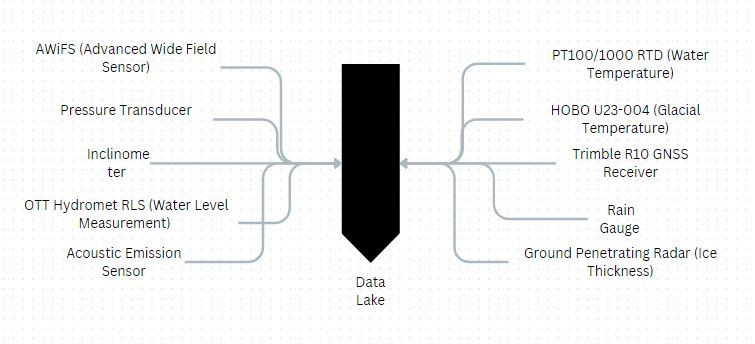 AWiFS (Advanced Wide Field
Sensor)
Pressure Transducer
Inclinome
ter
OTT Hydromet RLS (Water Level
Measurement)
Acoustic Emission
Sensor
PT100/1000 RTD (Water
Temperature)
HOBO U23-004 (Glacial
Temperature)
Trimble R10 GNSS
Receiver
Rain
Gauge
Ground Penetrating Radar (Ice
Thickness)
Data
Lake